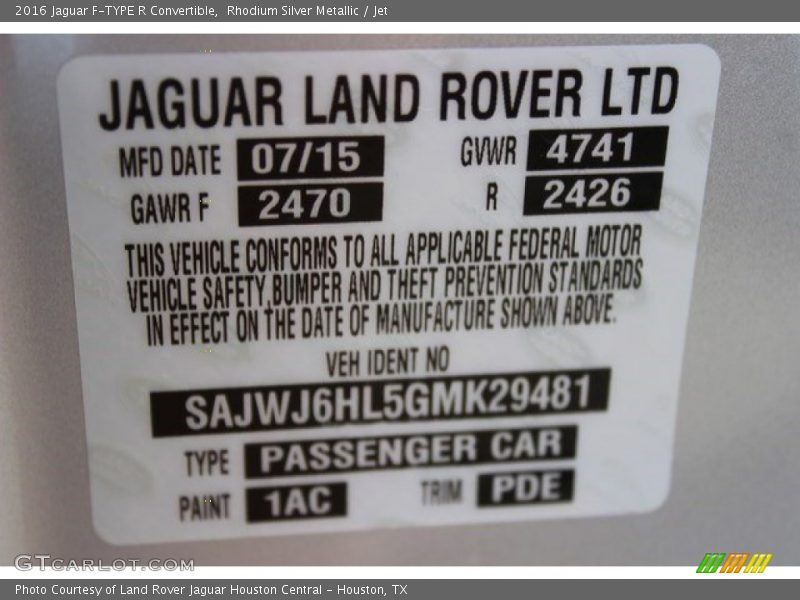 2016 Jaguar F-TYPE R Convertible, Rhodium Silver Metallic / Jet
JAGUAR LAND ROVER LTD
MFD DATE 07/15 GVWR 4741
GAWR F 2470 R 2426
THIS VEHICLE CONFORMS TO ALL APPLICABLE FEDERAL MOTOR
VEHICLE SAFETY, BUMPER AND THEFT PREVENTION STANDARDS
IN EFFECT ON THE DATE OF MANUFACTURE SHOWN ABOVE.
VEH IDENT NO
SAJWJ6HL5GMK29481
TYPE PASSENGER CAR
PAINT 1AC TRIM PDE
GTCARLOT.COM
Photo Courtesy of Land Rover Jaguar Houston Central - Houston, TX